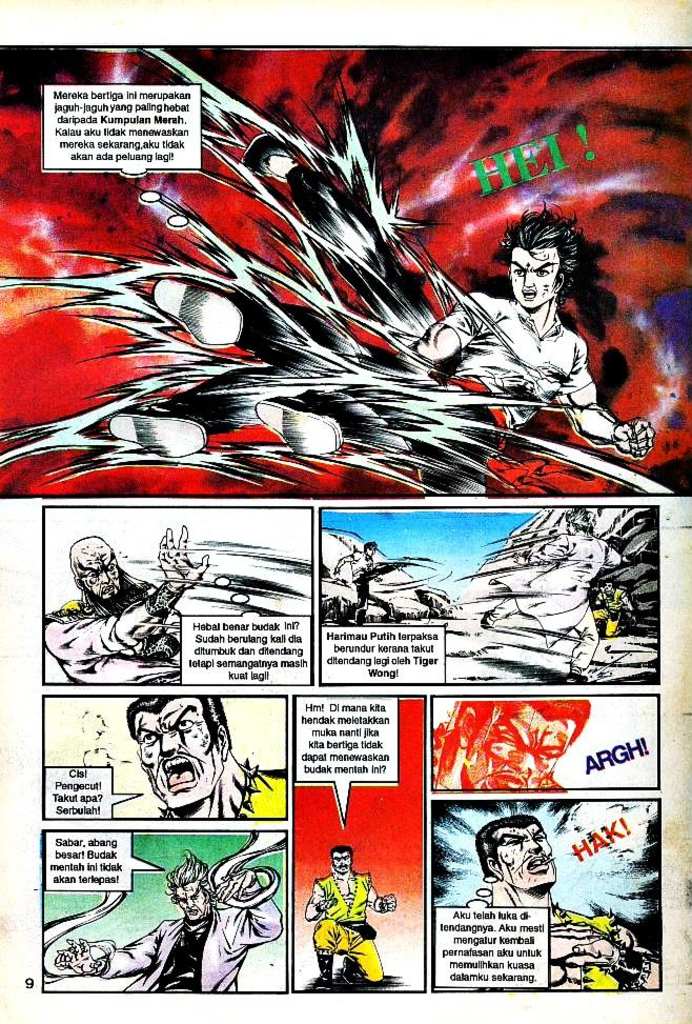 Mereka bertiga ini merupakan
jaguh-jaguh yang paling hebat
daripada Kumpulan Merah.
Kalau aku tidak menewaskan
mereka sekarang,aku tidak
akan ada peluang lagi!
HEI !
Hebat benar budak ini?
Sudah berulang kali dia
ditumbuk dan ditendang
tetapi semangatnya masih
kuat lagi!
Harimau Putih terpaksa
berundur kerana takut
ditendang lagi oleh Tiger
Wong!
Cis!
Pengecut!
Takut apa?
Serbulah!
Hm! Di mana kita
hendak meletakkan
muka nanti jika
kita bertiga tidak
dapat menewaskan
budak mentah ini?
ARGH!
Sabar, abang
besar! Budak
mentah ini tidak
akan terlepas!
HAK!
Aku telah luka di-
tendangnya. Aku mesti
mengatur kembali
pernafasan aku untuk
memulihkan kuasa
dalamku sekarang.
9